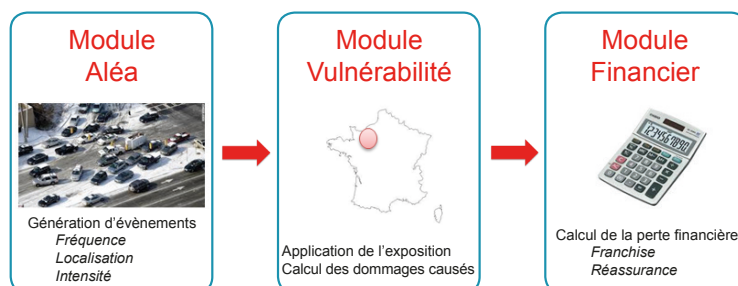 Module
Aléa
Génération d'évènements
Fréquence
Localisation
Intensité
Module
Vulnérabilité
Application de l'exposition
Calcul des dommages causés
Module
Financier
1234567890
Calcul de la perte financière
Franchise
Réassurance